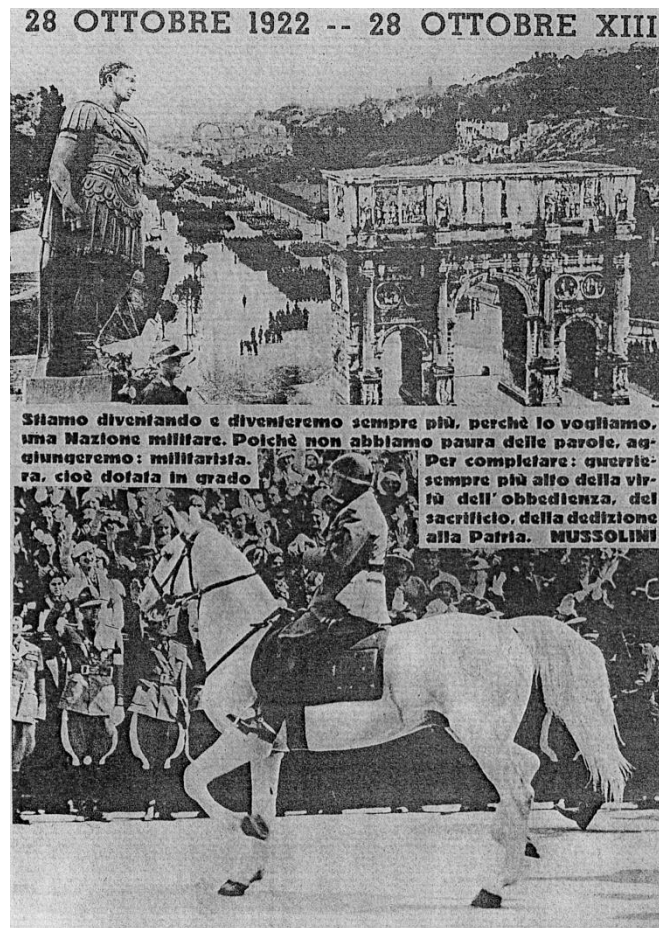 28 OTTOBRE 1922 -- 28 OTTOBRE XIII
Stiamo diventando e diventeremo sempre più, perchè lo vogliamo,
una Nazione militare. Poichè non abbiamo paura delle parole, ag-
giungeremo: militarista. Per completare: guerrie-
ra, cioè dotata in grado sempre più alto della vir-
tù dell'obbedienza, del
sacrificio, della dedizione
alla Patria. MUSSOLINI